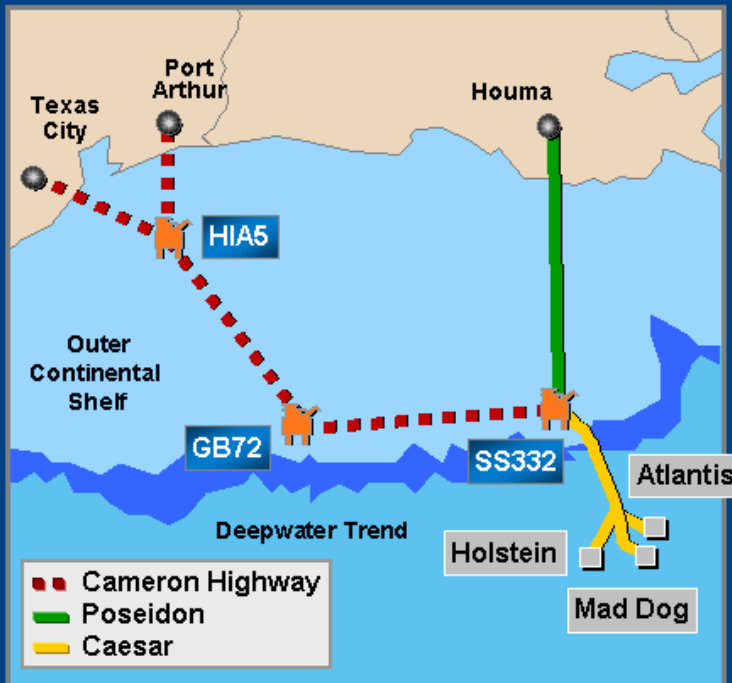 Port
Arthur
Texas
City
Houma
HIA5
Outer
Continental
Shelf
GB72
SS332
Atlantis
Deepwater Trend
Holstein
Mad Dog
Cameron Highway
Poseidon
Caesar